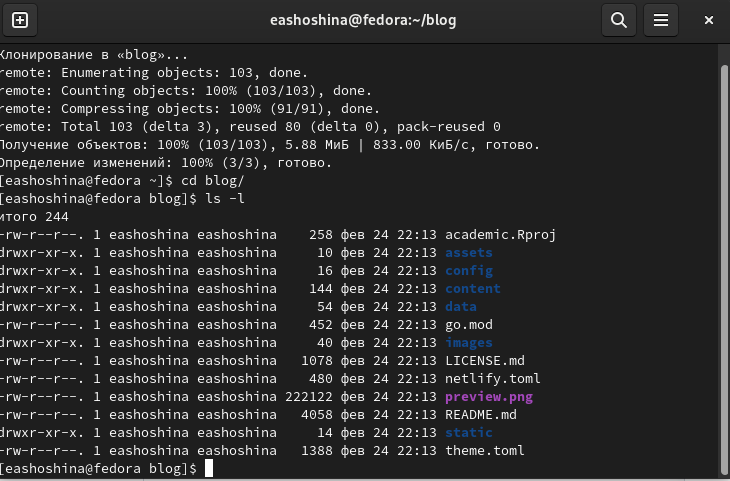 eashoshina@fedora:~/blog
Клонирование в «blog»...
remote: Enumerating objects: 103, done.
remote: Counting objects: 100% (103/103), done.
remote: Compressing objects: 100% (91/91), done.
remote: Total 103 (delta 3), reused 80 (delta 0), pack-reused 0
Получение объектов: 100% (103/103), 5.88 МиБ | 833.00 КиБ/с, готово.
Определение изменений: 100% (3/3), готово.
[eashoshina@fedora ~]$ cd blog/
[eashoshina@fedora blog]$ ls -l
итого 244
-rw-r--r--. 1 eashoshina eashoshina    258 фев 24 22:13 academic.Rproj
drwxr-xr-x. 1 eashoshina eashoshina     10 фев 24 22:13 assets
drwxr-xr-x. 1 eashoshina eashoshina     16 фев 24 22:13 config
drwxr-xr-x. 1 eashoshina eashoshina    144 фев 24 22:13 content
drwxr-xr-x. 1 eashoshina eashoshina     54 фев 24 22:13 data
-rw-r--r--. 1 eashoshina eashoshina    452 фев 24 22:13 go.mod
drwxr-xr-x. 1 eashoshina eashoshina     40 фев 24 22:13 images
-rw-r--r--. 1 eashoshina eashoshina   1078 фев 24 22:13 LICENSE.md
-rw-r--r--. 1 eashoshina eashoshina    480 фев 24 22:13 netlify.toml
-rw-r--r--. 1 eashoshina eashoshina 222122 фев 24 22:13 preview.png
-rw-r--r--. 1 eashoshina eashoshina   4058 фев 24 22:13 README.md
drwxr-xr-x. 1 eashoshina eashoshina     14 фев 24 22:13 static
-rw-r--r--. 1 eashoshina eashoshina   1388 фев 24 22:13 theme.toml
[eashoshina@fedora blog]$